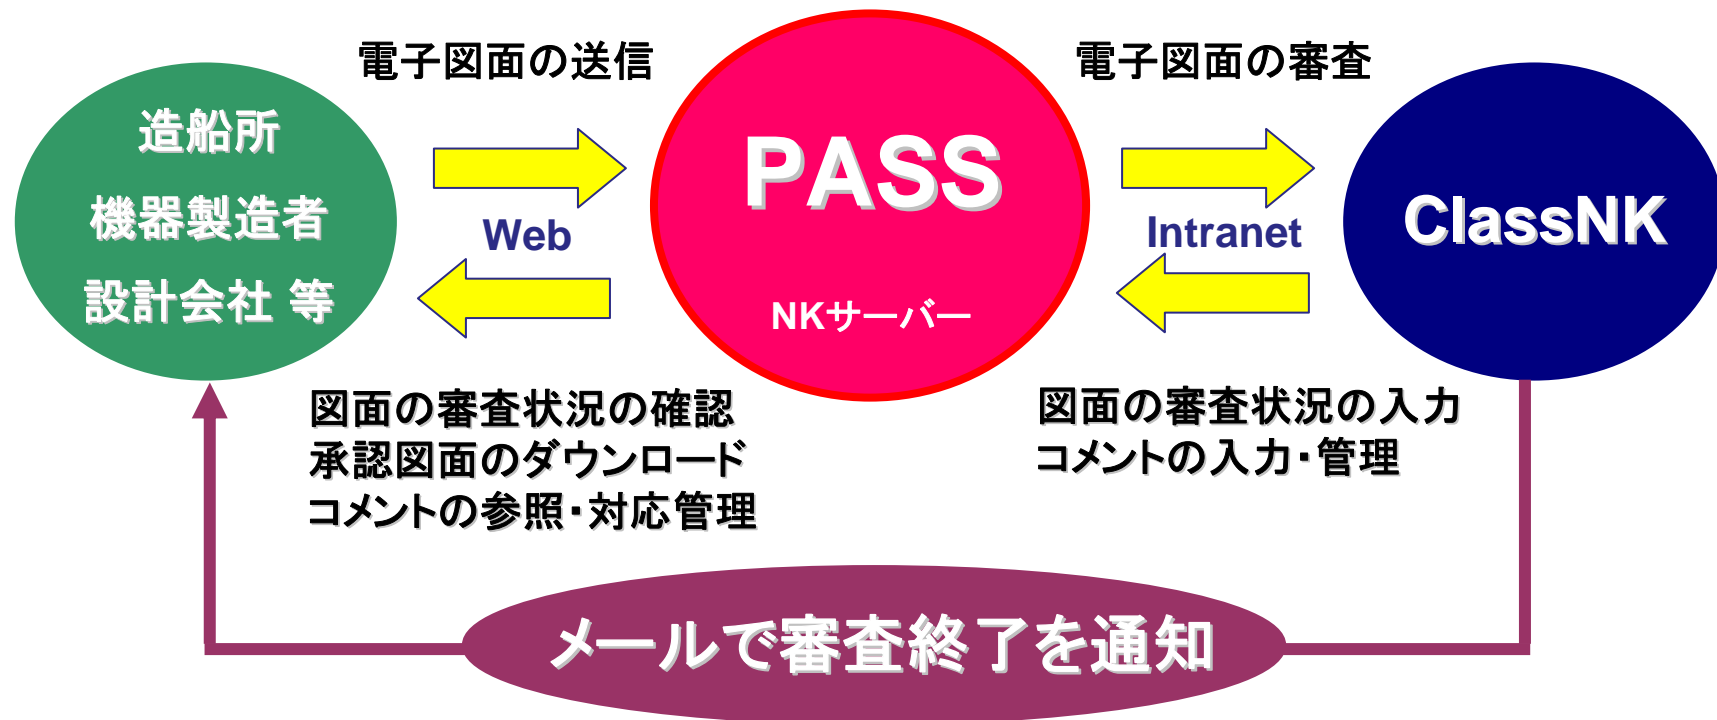 電子図面の送信
電子図面の審査
造船所
機器製造者
設計会社 等
Web
PASS
NKサーバー
Intranet
ClassNK
図面の審査状況の確認
承認図面のダウンロード
コメントの参照・対応管理
図面の審査状況の入力
コメントの入力・管理
メールで審査終了を通知